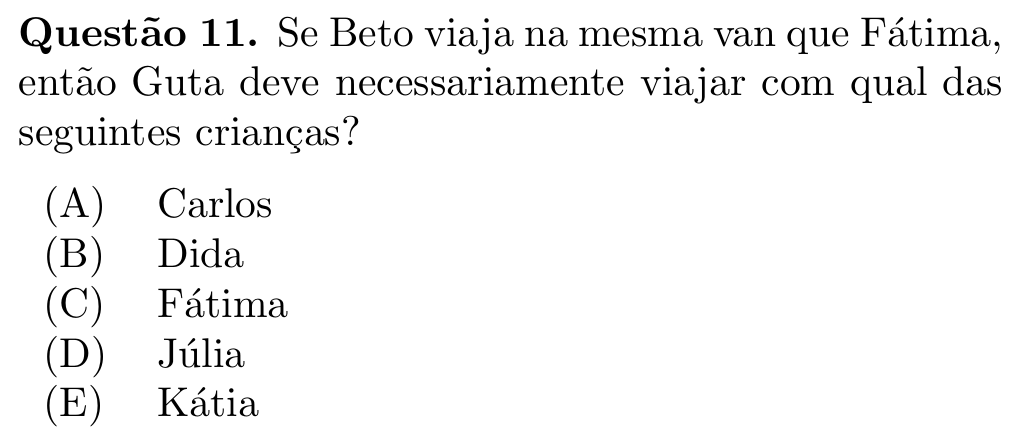 Questão 11. Se Beto viaja na mesma van que Fátima,
então Guta deve necessariamente viajar com qual das
seguintes crianças?
(A) Carlos
(B) Dida
(C) Fátima
(D) Júlia
(E) Kátia